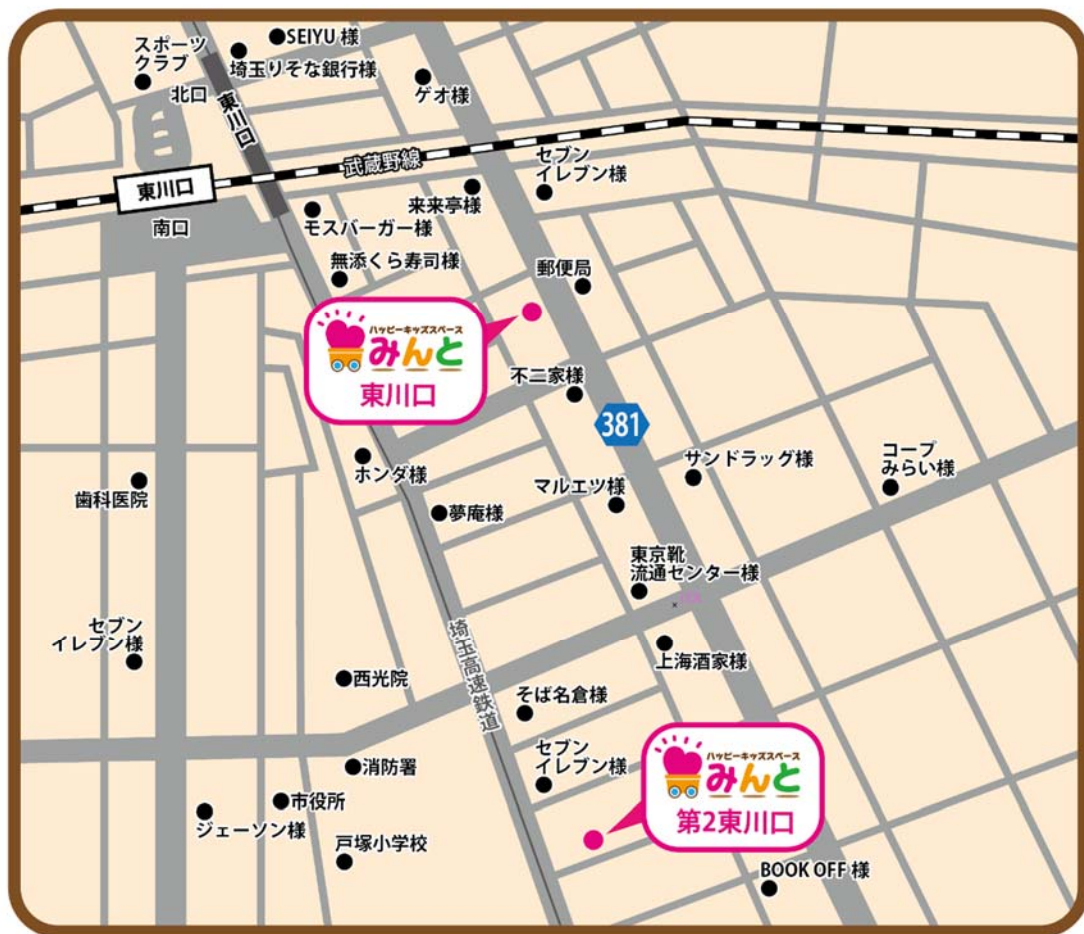 スポーツ
クラブ
SEIYU 様
埼玉りそな銀行様
北口
東川口
ゲオ様
武蔵野線
セブン
イレブン様
東川口
来来亭様
南口
モスバーガー様
無添くら寿司様
郵便局
ハッピーキッズスペース
みんと
東川口
不二家様
381
ホンダ様
サンドラッグ様
コープ
みらい様
歯科医院
マルエツ様
夢庵様
東京靴
流通センター様
セブン
イレブン様
埼玉高速鉄道
上海酒家様
西光院
そば名倉様
セブン
イレブン様
ハッピーキッズスペース
みんと
第2東川口
消防署
市役所
ジェーソン様
戸塚小学校
BOOK OFF 様